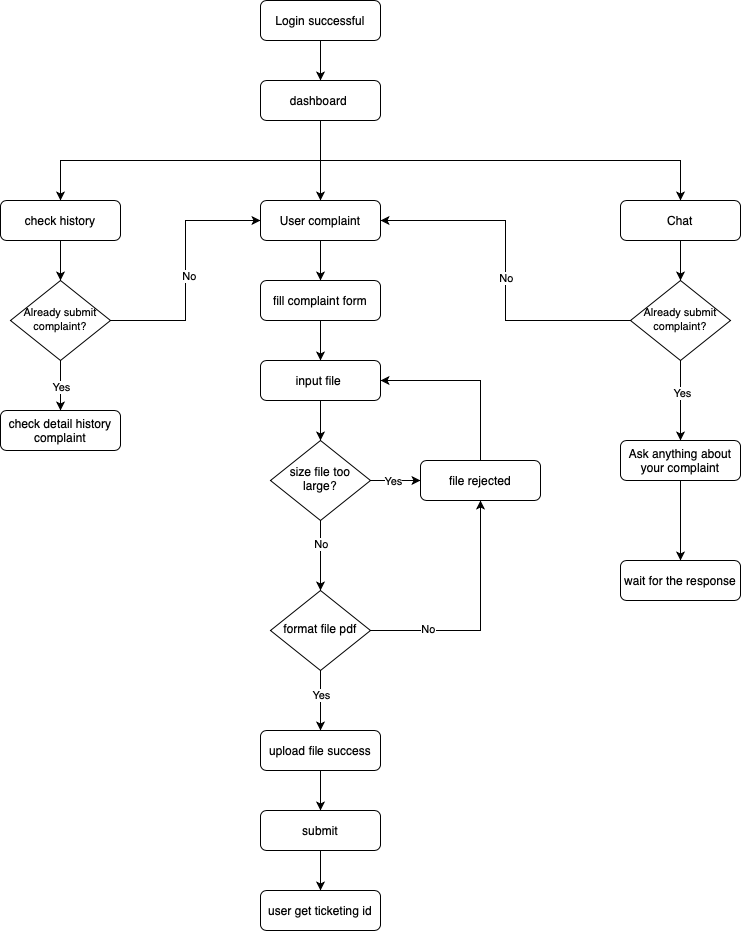 Login successful
dashboard
check history
User complaint
Chat
No
No
Already submit
complaint?
fill complaint form
Already submit
complaint?
Yes
input file
Yes
check detail history
complaint
size file too
large?
Yes
file rejected
Ask anything about
your complaint
No
wait for the response
format file pdf
No
Yes
upload file success
submit
user get ticketing id